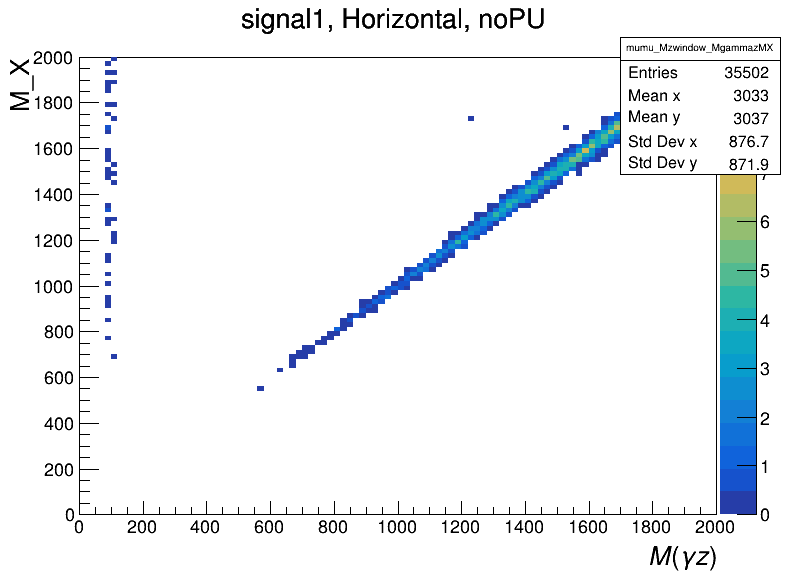 signal1, Horizontal, noPU
mumu_Mzwindow_MgammazMX
Entries 35502
Mean x 3033
Mean y 3037
Std Dev x 876.7
Std Dev y 871.9
M_X
2000
1800
1600
1400
1200
1000
800
600
400
200
0
0 200 400 600 800 1000 1200 1400 1600 1800 2000
M(γz)
7
6
5
4
3
2
1
0